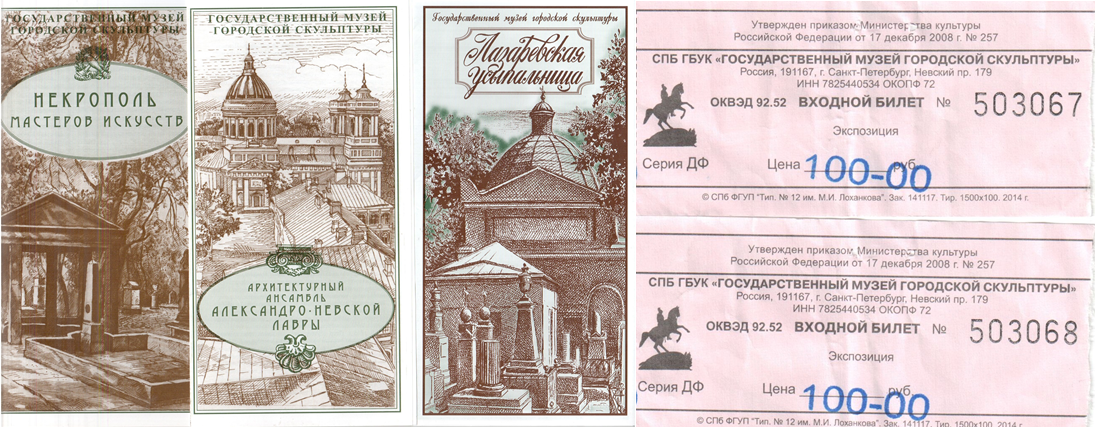 ГОСУДАРСТВЕННЫЙ МУЗЕЙ
ГОРОДСКОЙ СКУЛЬПТУРЫ
НЕКРОПОЛЬ
МАСТЕРОВ ИСКУССТВ
ГОСУДАРСТВЕННЫЙ МУЗЕЙ
ГОРОДСКОЙ СКУЛЬПТУРЫ
АРХИТЕКТУРНЫЙ
АНСАМБЛЬ
АЛЕКСАНДРО-НЕВСКОЙ
ЛАВРЫ
Государственный музей городской скульптуры
Лазаревская
усыпальница
Утвержден приказом Министерства культуры
Российской Федерации от 17 декабря 2008 г. № 257
СПБ ГБУК «ГОСУДАРСТВЕННЫЙ МУЗЕЙ ГОРОДСКОЙ СКУЛЬПТУРЫ»
Россия, 191167, г. Санкт-Петербург, Невский пр. 179
ИНН 7825440534 ОКОПФ 72
ОКВЭД 92.52 ВХОДНОЙ БИЛЕТ № 503067
Экспозиция
Серия ДФ Цена 100-00 руб.
© СПб ФГУП "Тип. № 12 им. М.И. Лоханкова". Зак. 141117. Тир. 1500х100. 2014 г.
Утвержден приказом Министерства культуры
Российской Федерации от 17 декабря 2008 г. № 257
СПБ ГБУК «ГОСУДАРСТВЕННЫЙ МУЗЕЙ ГОРОДСКОЙ СКУЛЬПТУРЫ»
Россия, 191167, г. Санкт-Петербург, Невский пр. 179
ИНН 7825440534 ОКОПФ 72
ОКВЭД 92.52 ВХОДНОЙ БИЛЕТ № 503068
Экспозиция
Серия ДФ Цена 100-00 руб.
© СПб ФГУП "Тип. № 12 им. М.И. Лоханкова". Зак. 141117. Тир. 1500х100. 2014 г.